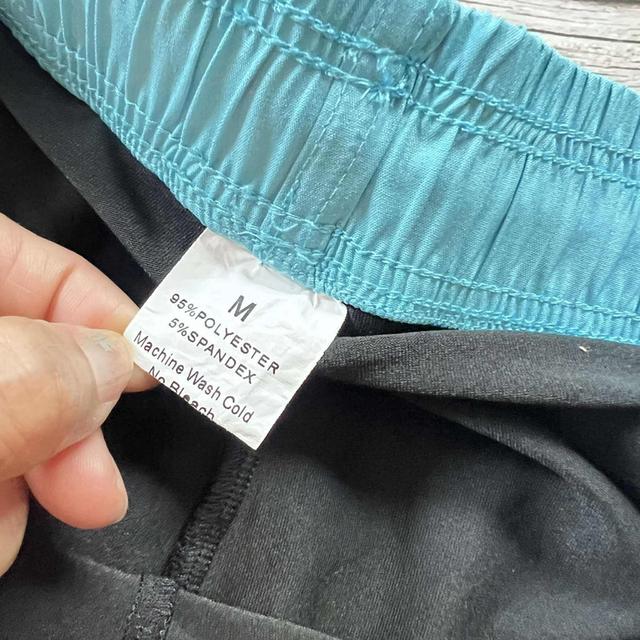 M
95%POLYESTER
5%SPANDEX
Machine Wash Cold
No Bleach